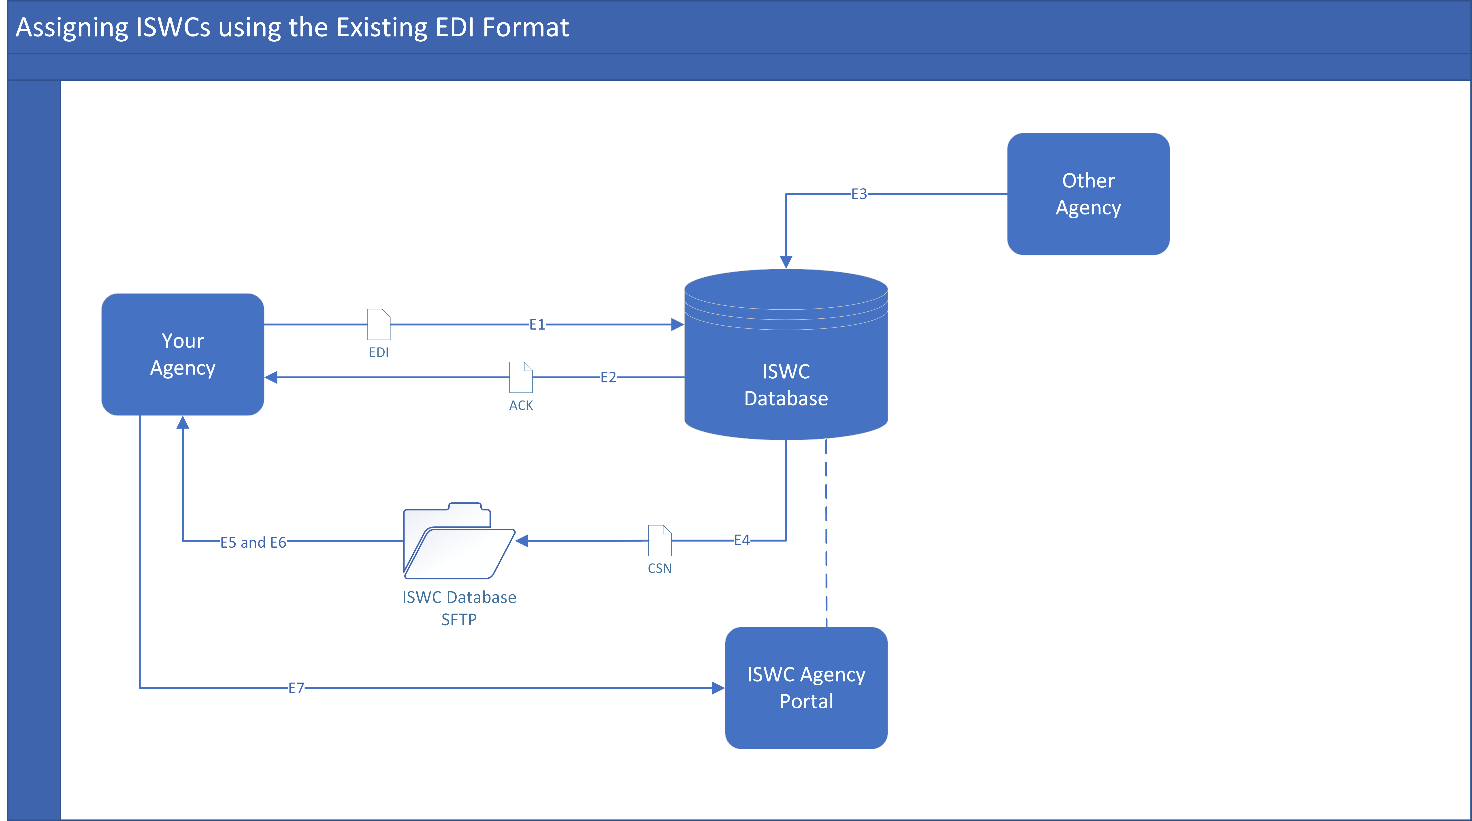 Assigning ISWCs using the Existing EDI Format
Other
Agency
E3
Your
Agency
EDI
E1
ACK
E2
ISWC
Database
E5 and E6
ISWC Database
SFTP
CSN
E4
E7
ISWC Agency
Portal